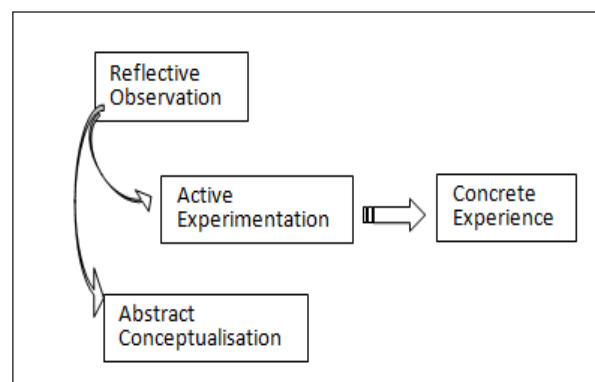 Reflective
Observation
Active
Experimentation
Concrete
Experience
Abstract
Conceptualisation